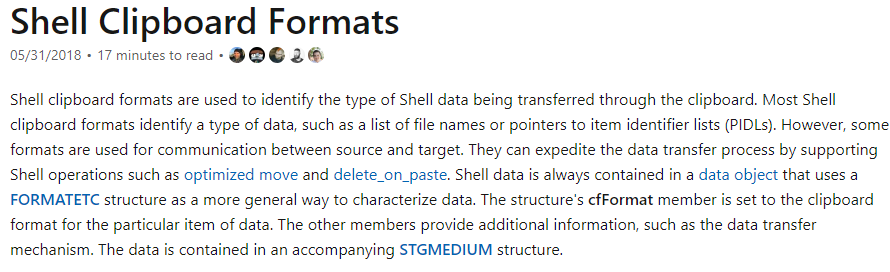 Shell Clipboard Formats
05/31/2018 • 17 minutes to read •
Shell clipboard formats are used to identify the type of Shell data being transferred through the clipboard. Most Shell
clipboard formats identify a type of data, such as a list of file names or pointers to item identifier lists (PIDLs). However, some
formats are used for communication between source and target. They can expedite the data transfer process by supporting
Shell operations such as optimized move and delete_on_paste. Shell data is always contained in a data object that uses a
FORMATETC structure as a more general way to characterize data. The structure's cfFormat member is set to the clipboard
format for the particular item of data. The other members provide additional information, such as the data transfer
mechanism. The data is contained in an accompanying STGMEDIUM structure.